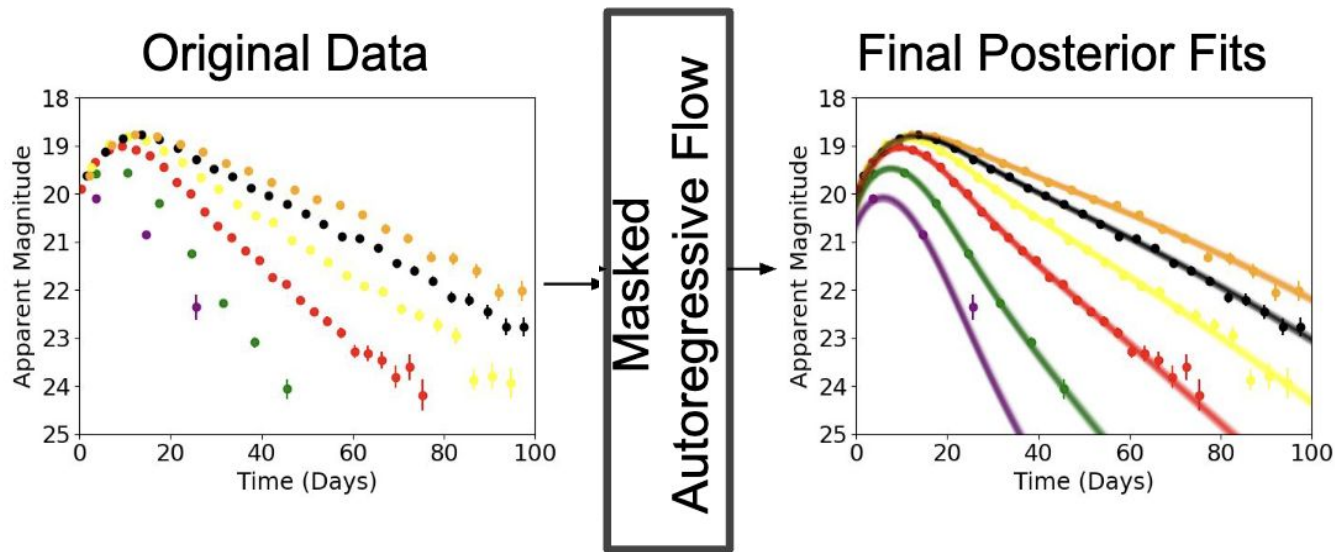 Original Data
18
19
20
21
22
23
24
25
Apparent Magnitude
0 20 40 60 80 100
Time (Days)
Masked
Autoregressive Flow
Final Posterior Fits
18
19
20
21
22
23
24
25
Apparent Magnitude
0 20 40 60 80 100
Time (Days)